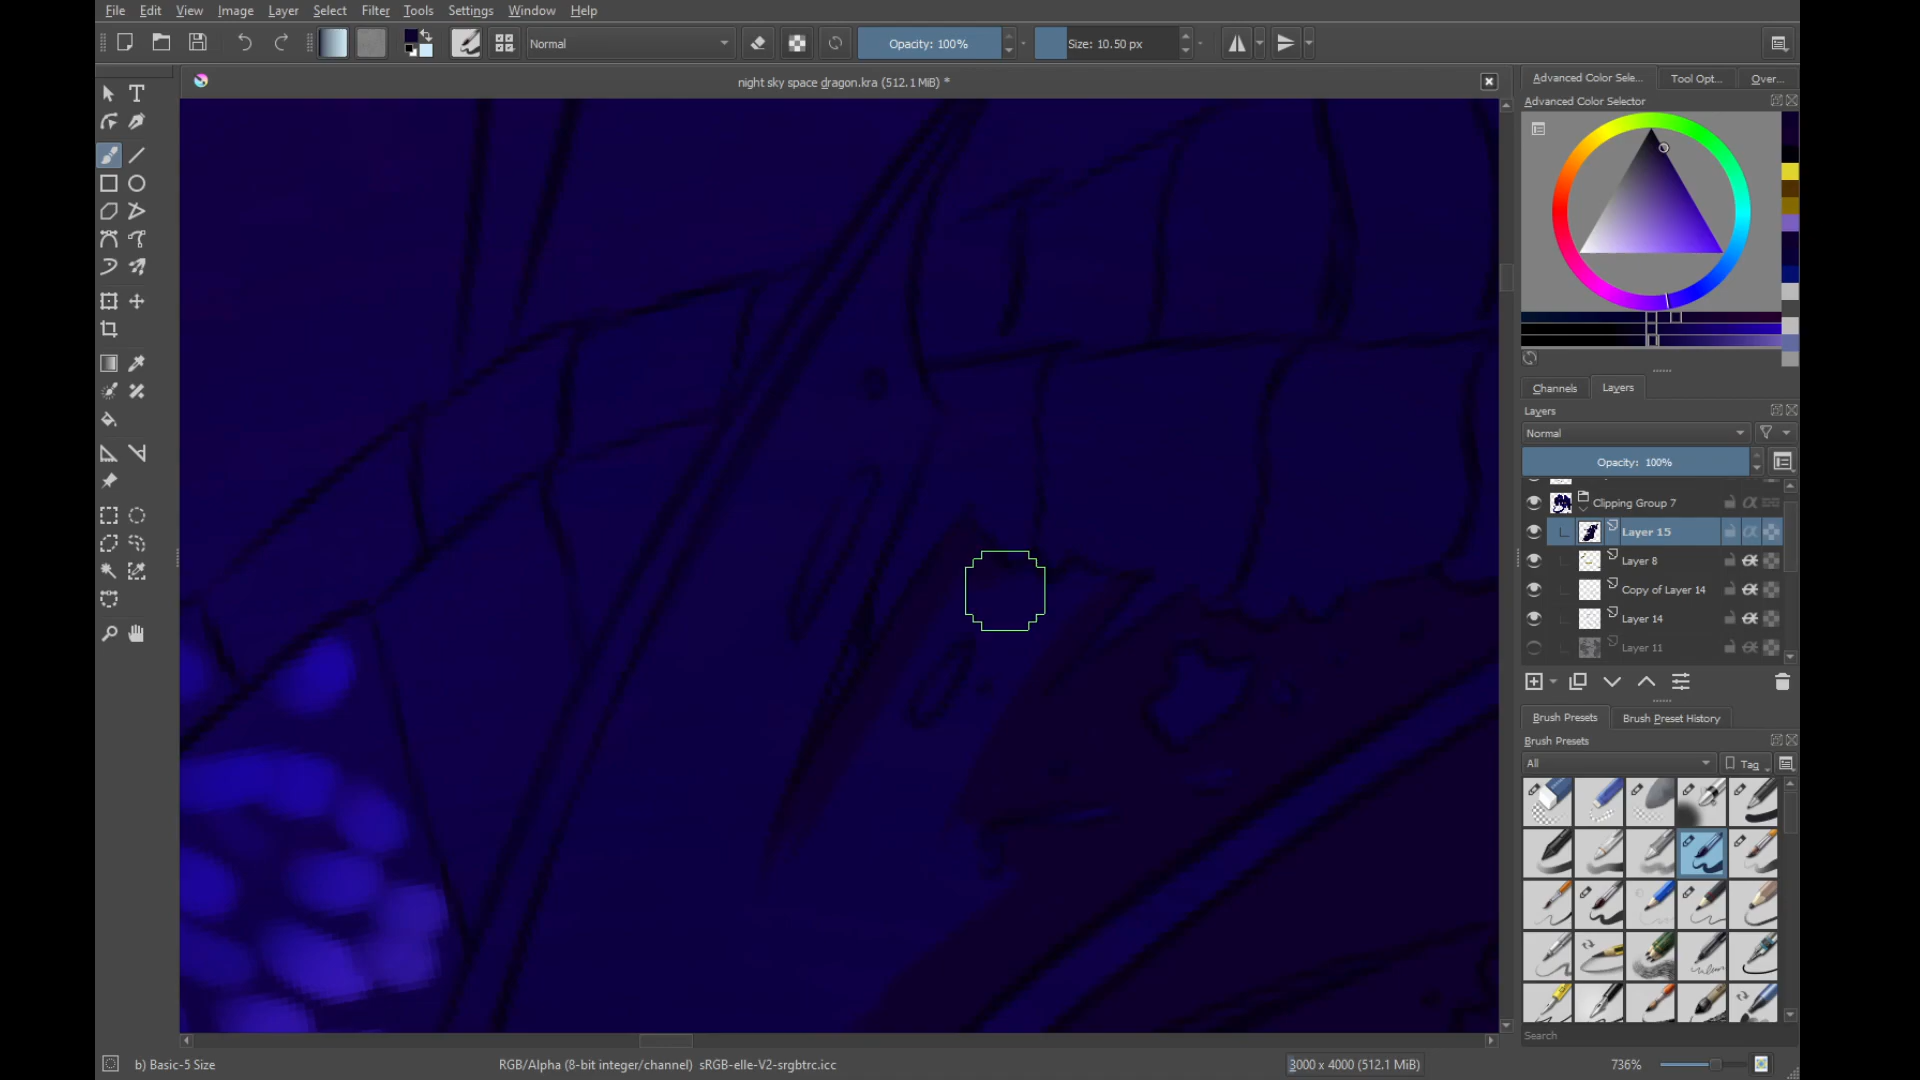 File Edit View Image Layer Select Filter Tools Settings Window Help
Normal Opacity: 100% Size: 10.50 px
night sky space dragon.kra (512.1 MiB) *
Advanced Color Sele... Tool Opt... Over...
Advanced Color Selector
Channels Layers
Layers
Normal
Opacity: 100%
Clipping Group 7
Layer 15
Layer 8
Copy of Layer 14
Layer 14
Layer 11
Brush Presets Brush Preset History
Brush Presets
All Tag
Search
b) Basic-5 Size RGB/Alpha (8-bit integer/channel) sRGB-elle-V2-srgbtrc.icc 3000 x 4000 (512.1 MiB) 736%